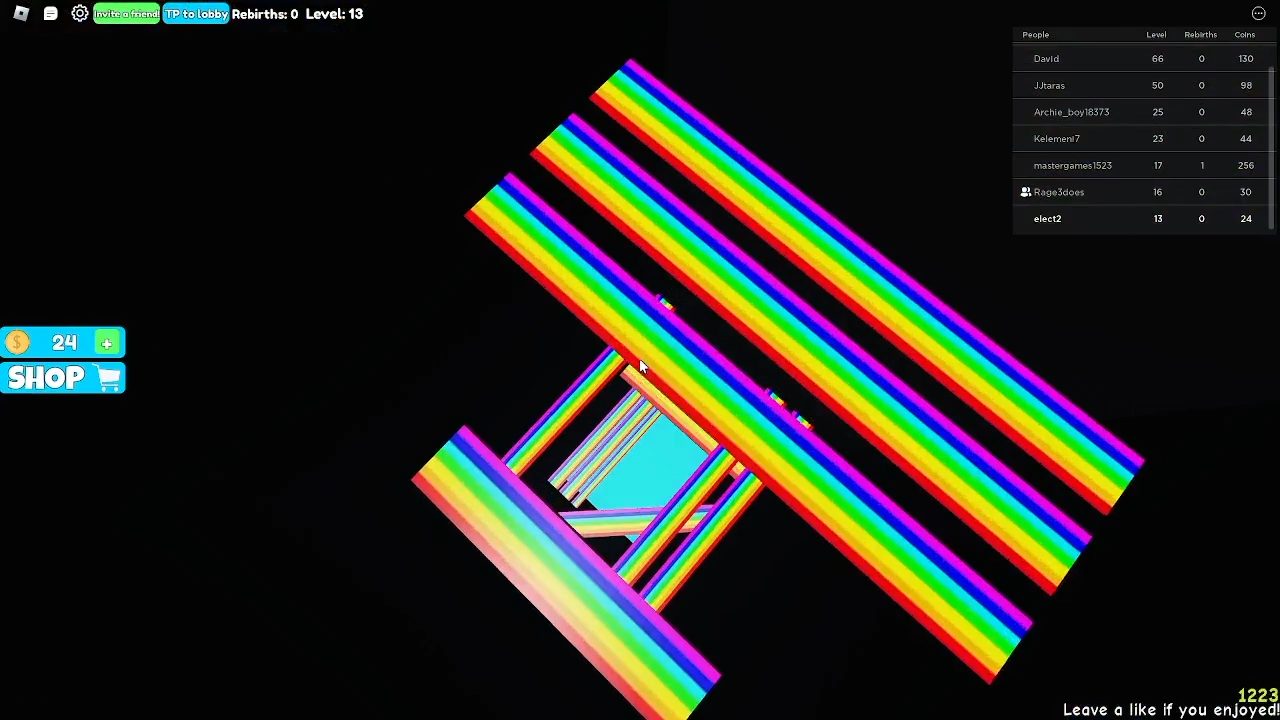 Invite a friend! TP to lobby Rebirths: 0 Level: 13
People Level Rebirths Coins
David 66 0 130
JJtaras 50 0 98
Archie_boy18373 25 0 48
Kelemeni7 23 0 44
mastergames1523 17 1 256
Rage3does 16 0 30
elect2 13 0 24
$ 24 +
SHOP
1223
Leave a like if you enjoyed!